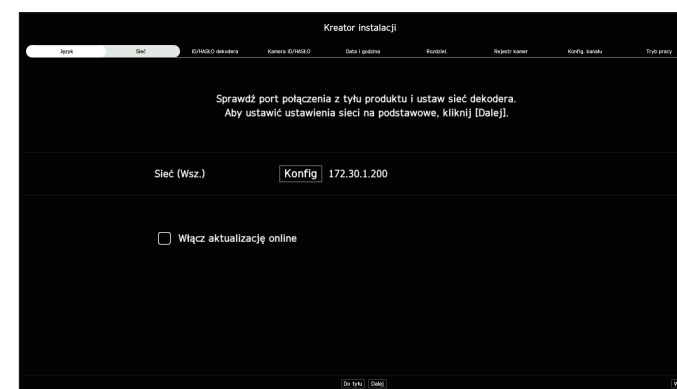 Kreator instalacji
Język Sieć ID/HASŁO dekodera Kamera ID/HASŁO Data i godzina Rozdziel. Rejestr kamer Konfig. kanału Tryb pracy
Sprawdź port połączenia z tyłu produktu i ustaw sieć dekodera.
Aby ustawić ustawienia sieci na podstawowe, kliknij [Dalej].
Sieć (Wsz.) Konfig 172.30.1.200
Włącz aktualizację online
Do tyłu Dalej